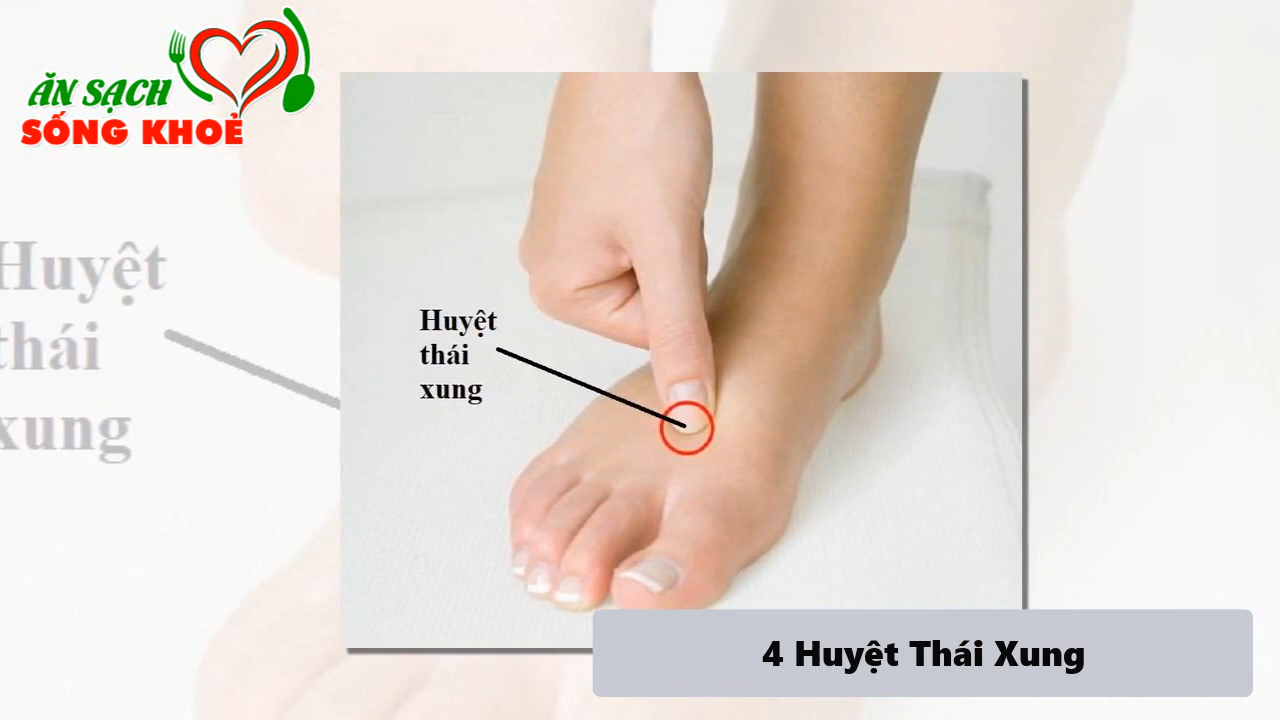 ĂN SẠCH
SỐNG KHOẺ
Huyệt
thái
xung
Huyệt
thái
xung
4 Huyệt Thái Xung